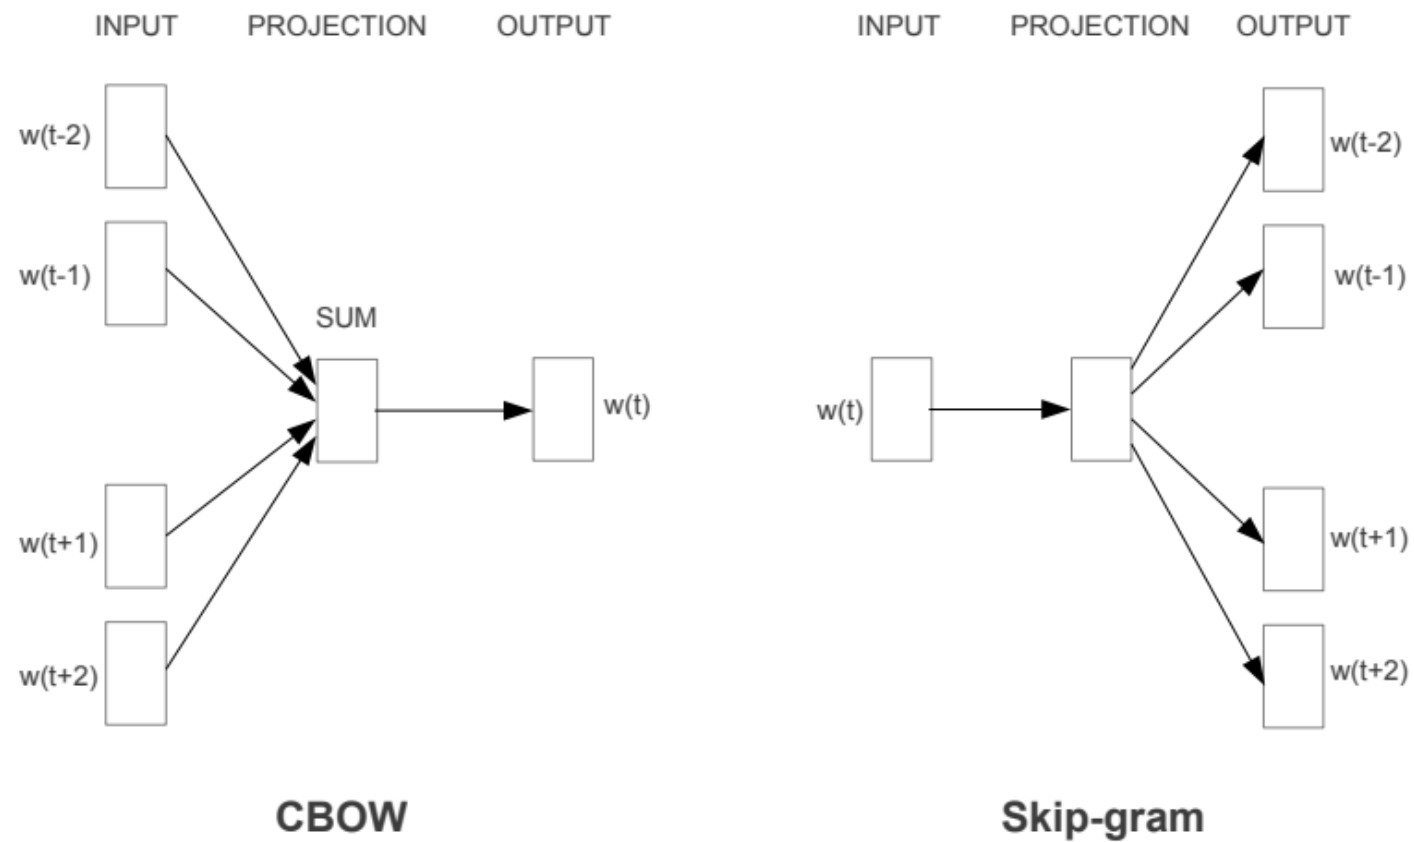 INPUT PROJECTION OUTPUT
w(t-2)
w(t-1)
SUM
w(t)
w(t+1)
w(t+2)
CBOW
INPUT PROJECTION OUTPUT
w(t-2)
w(t-1)
w(t)
w(t+1)
w(t+2)
Skip-gram